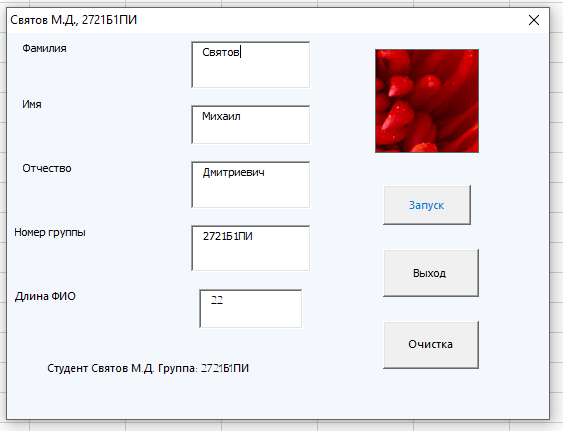 Святов М.Д., 2721Б1ПИ
Фамилия
Святов
Имя
Михаил
Запуск
Отчество
Дмитриевич
Номер группы
2721Б1ПИ
Выход
Длина ФИО
22
Очистка
Студент Святов М.Д. Группа: 2721Б1ПИ